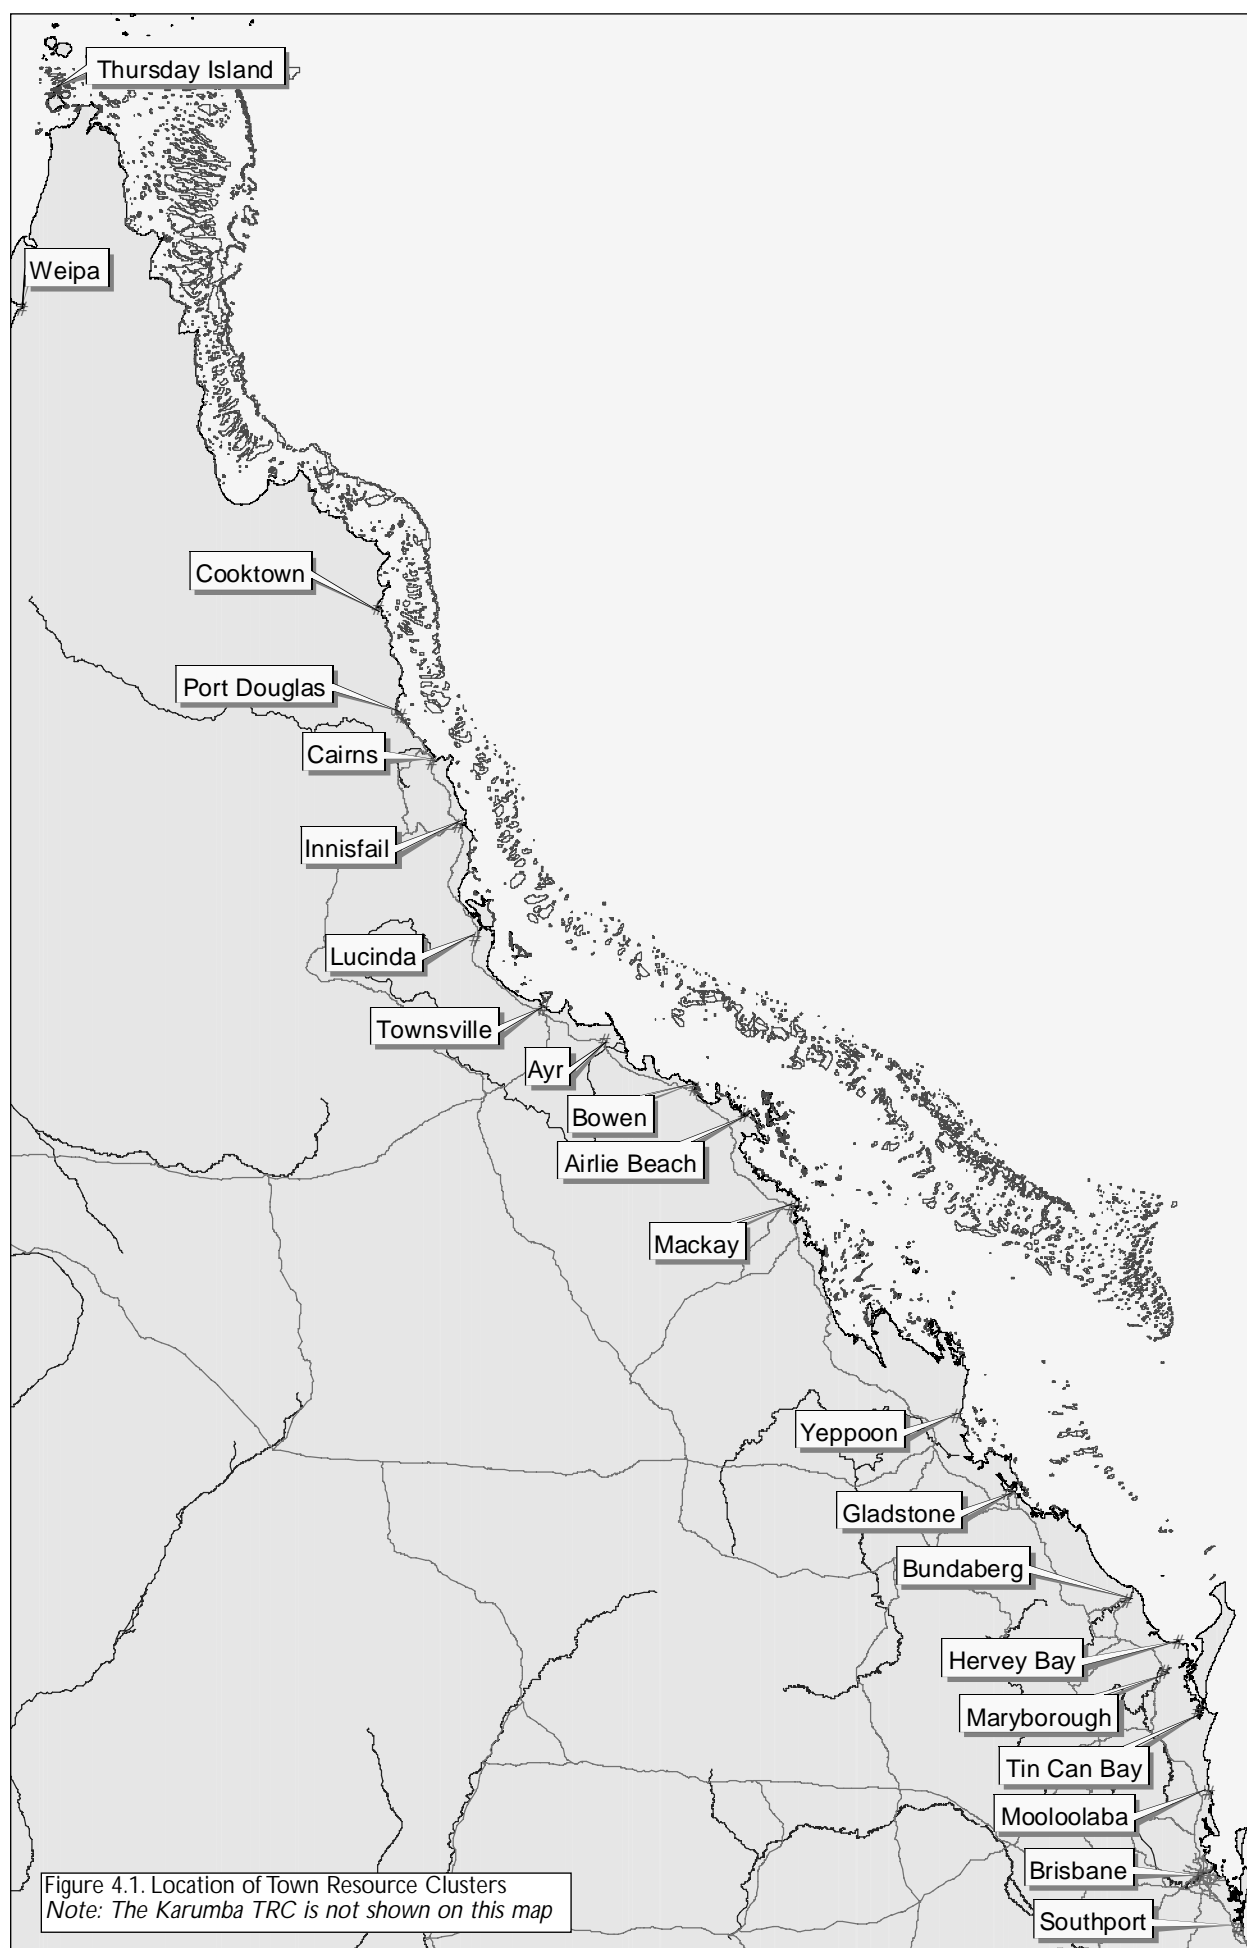 Thursday Island
Weipa
Cooktown
Port Douglas
Cairns
Innisfail
Lucinda
Townsville
Ayr
Bowen
Airlie Beach
Mackay
Yeppoon
Gladstone
Bundaberg
Hervey Bay
Maryborough
Tin Can Bay
Mooloolaba
Brisbane
Southport
Figure 4.1. Location of Town Resource Clusters
Note: The Karumba TRC is not shown on this map